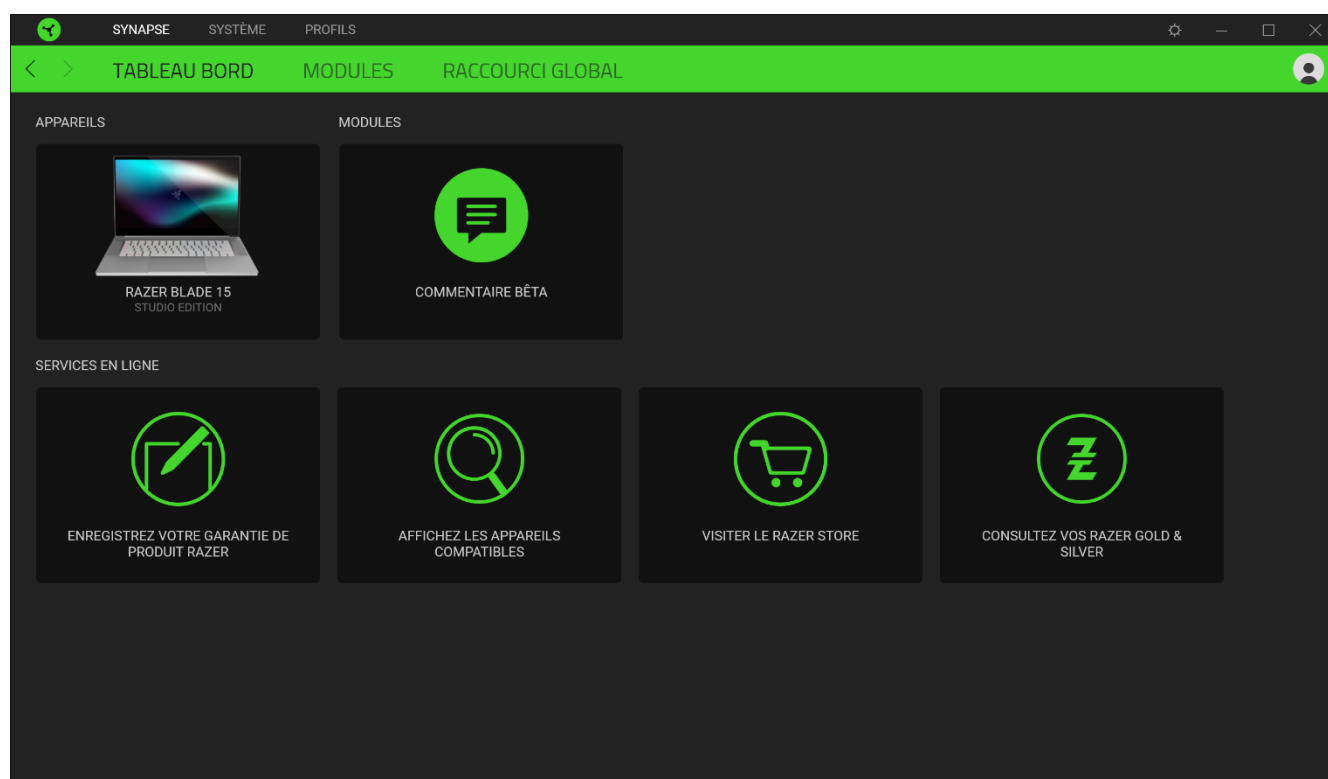 SYNAPSE SYSTÈME PROFILS
TABLEAU BORD MODULES RACCOURCI GLOBAL
APPAREILS
MODULES
RAZER BLADE 15
STUDIO EDITION
COMMENTAIRE BÊTA
SERVICES EN LIGNE
ENREGISTREZ VOTRE GARANTIE DE
PRODUIT RAZER
AFFICHEZ LES APPAREILS
COMPATIBLES
VISITER LE RAZER STORE
CONSULTEZ VOS RAZER GOLD &
SILVER